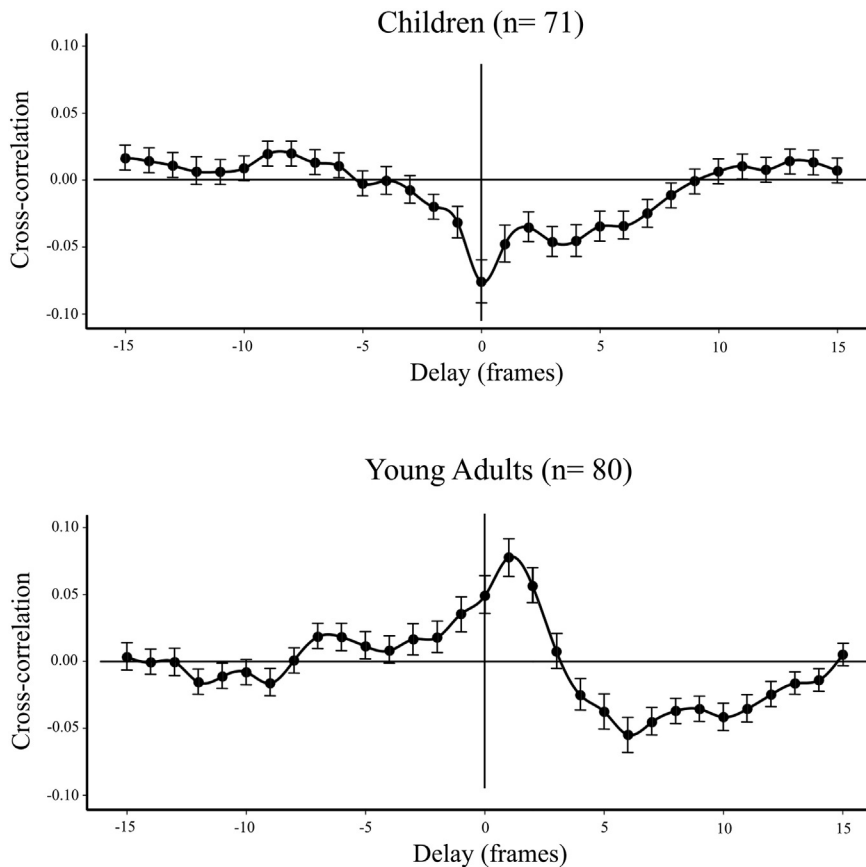 Children (n= 71)
0.10
0.05
0.00
-0.05
-0.10
Cross-correlation
-15 -10 -5 0 5 10 15
Delay (frames)
Young Adults (n= 80)
0.10
0.05
0.00
-0.05
-0.10
Cross-correlation
-15 -10 -5 0 5 10 15
Delay (frames)